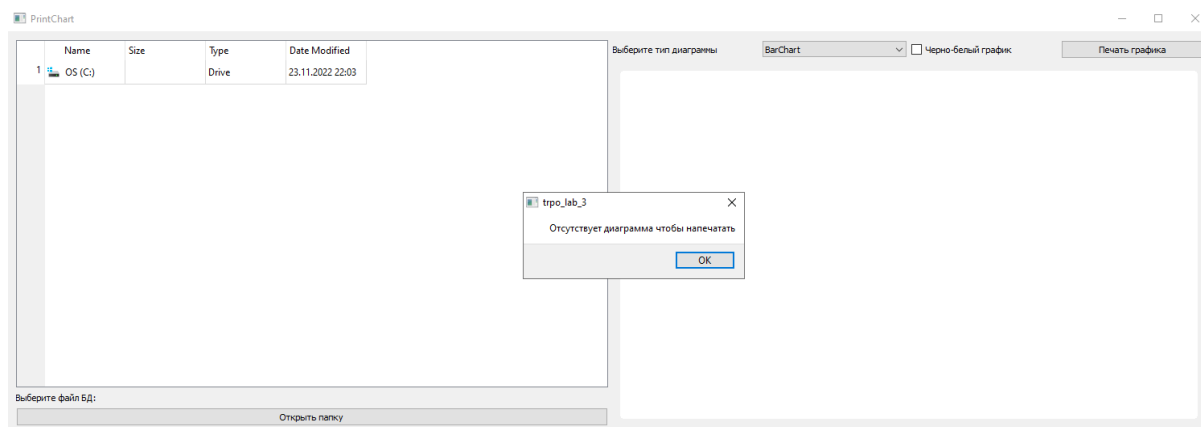 PrintChart
Name Size Type Date Modified
1 OS (C:) Drive 23.11.2022 22:03
Выберите файл БД:
Открыть папку
Выберите тип диаграммы BarChart Черно-белый график Печать графика
trpo_lab_3
Отсутствует диаграмма чтобы напечатать
OK